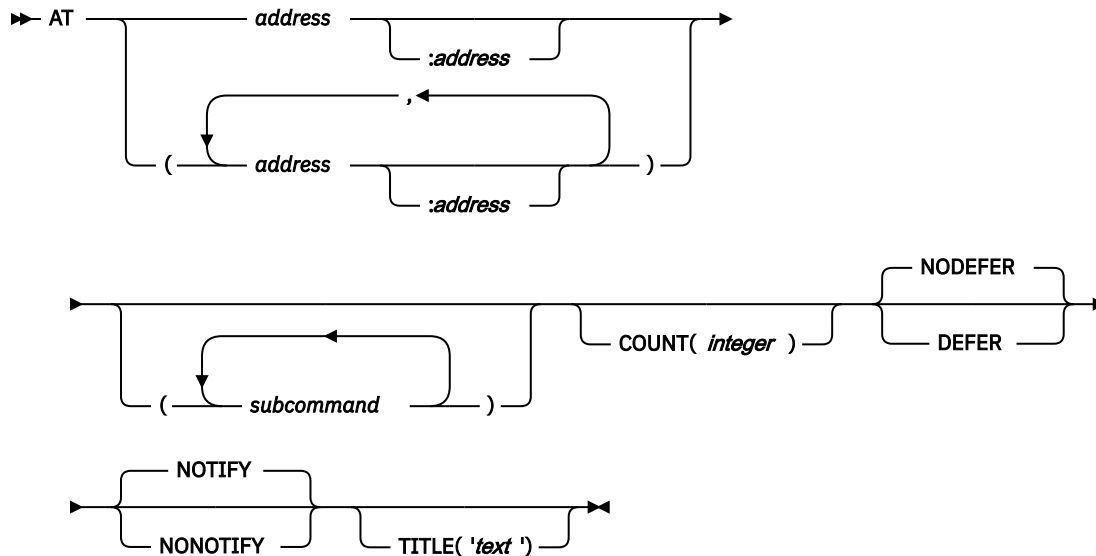 AT address
:address
,
( address )
:address
NODEFER
COUNT( integer )
DEFER
( subcommand )
NOTIFY
NONOTIFY
TITLE( 'text ')